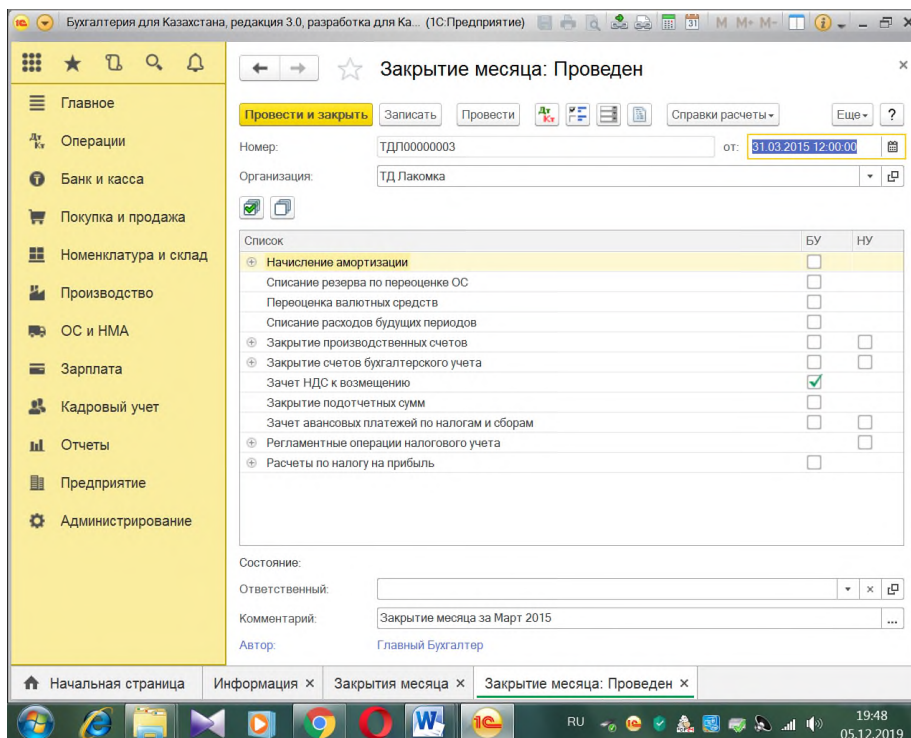 Бухгалтерия для Казахстана, редакция 3.0, разработка для Ка... (1С:Предприятие) M M+ M-
Закрытие месяца: Проведен
Главное
Операции
Банк и касса
Покупка и продажа
Номенклатура и склад
Производство
ОС и НМА
Зарплата
Кадровый учет
Отчеты
Предприятие
Администрирование
Провести и закрыть Записать Провести Дт Кт Справки расчеты Еще ?
Номер: ТДЛ00000003 от: 31.03.2015 12:00:00
Организация: ТД Лакомка
Список БУ НУ
Начисление амортизации
Списание резерва по переоценке ОС
Переоценка валютных средств
Списание расходов будущих периодов
Закрытие производственных счетов
Закрытие счетов бухгалтерского учета
Зачет НДС к возмещению
Закрытие подотчетных сумм
Зачет авансовых платежей по налогам и сборам
Регламентные операции налогового учета
Расчеты по налогу на прибыль
Состояние:
Ответственный:
Комментарий: Закрытие месяца за Март 2015 ...
Автор: Главный Бухгалтер
Начальная страница Информация × Закрытия месяца × Закрытие месяца: Проведен ×
RU 19:48
05.12.2019